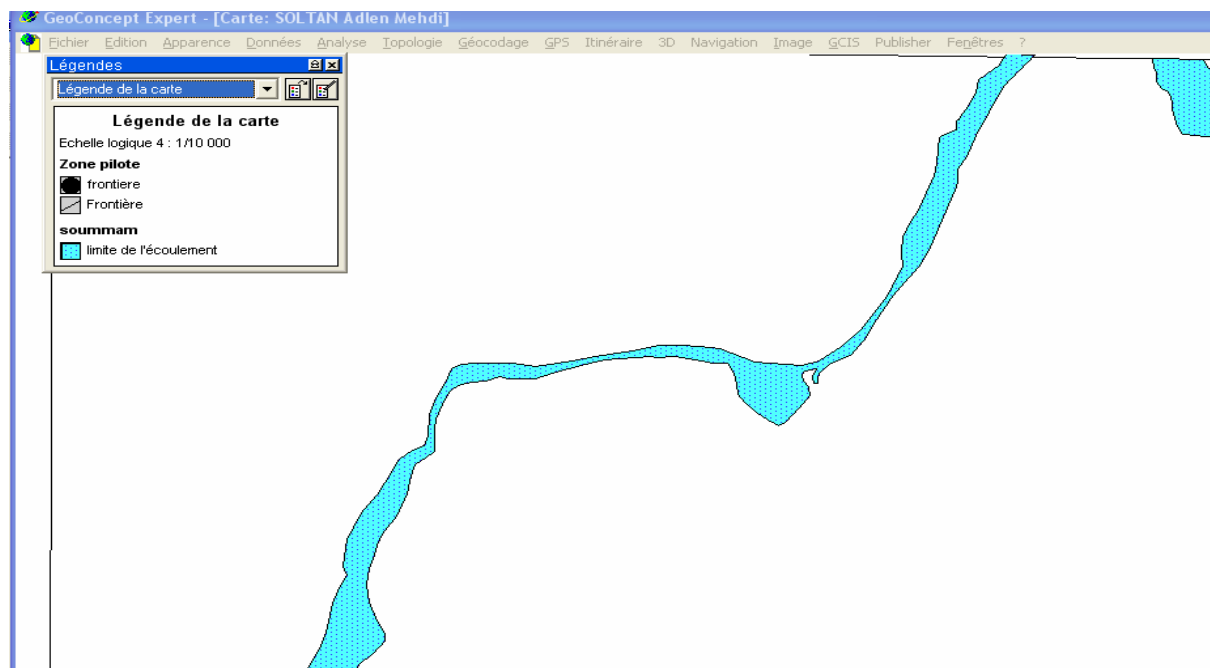 GeoConcept Expert - [Carte: SOLTAN Adlen Mehdi]
Fichier Edition Apparence Données Analyse Topologie Géocodage GPS Itinéraire 3D Navigation Image GCIS Publisher Fenêtres ?
Légendes
Légende de la carte
Légende de la carte
Echelle logique 4 : 1/10 000
Zone pilote
frontiere
Frontière
soummam
limite de l'écoulement